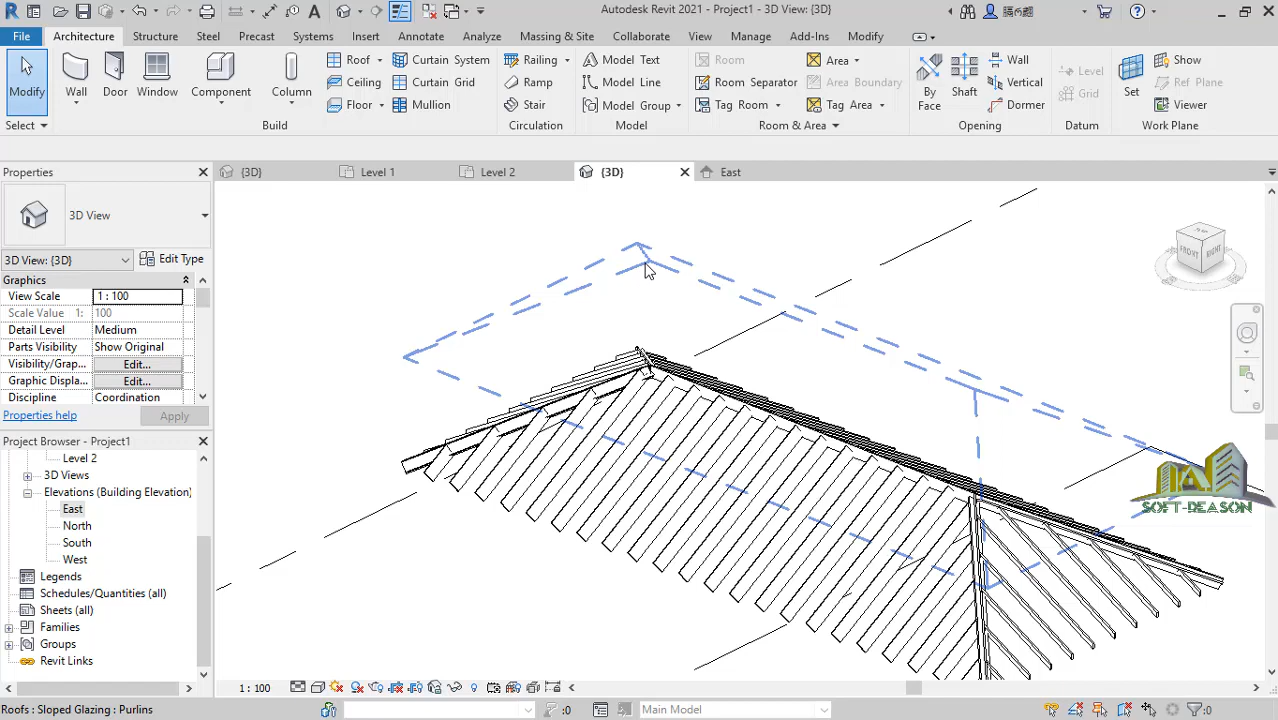 Autodesk Revit 2021 - Project1 - 3D View: {3D}
File Architecture Structure Steel Precast Systems Insert Annotate Analyze Massing & Site Collaborate View Manage Add-Ins Modify
Modify Wall Door Window Component Column
Roof Ceiling Floor
Curtain System Curtain Grid Mullion
Railing Ramp Stair
Model Text Model Line Model Group
Room Room Separator Tag Room
Area Area Boundary Tag Area
By Face Shaft Wall Vertical Dormer
Level Grid
Set Show Ref Plane Viewer
Select Build Circulation Model Room & Area Opening Datum Work Plane
Properties
{3D} Level 1 Level 2 {3D} East
3D View
3D View: {3D} Edit Type
Graphics
View Scale 1 : 100
Scale Value 1: 100
Detail Level Medium
Parts Visibility Show Original
Visibility/Grap... Edit...
Graphic Displa... Edit...
Discipline Coordination
Properties help Apply
Project Browser - Project1
Level 2
3D Views
Elevations (Building Elevation)
East
North
South
West
Legends
Schedules/Quantities (all)
Sheets (all)
Families
Groups
Revit Links
FRONT RIGHT
SOFT-REASON
1 : 100
Roofs : Sloped Glazing : Purlins
:0 Main Model :0